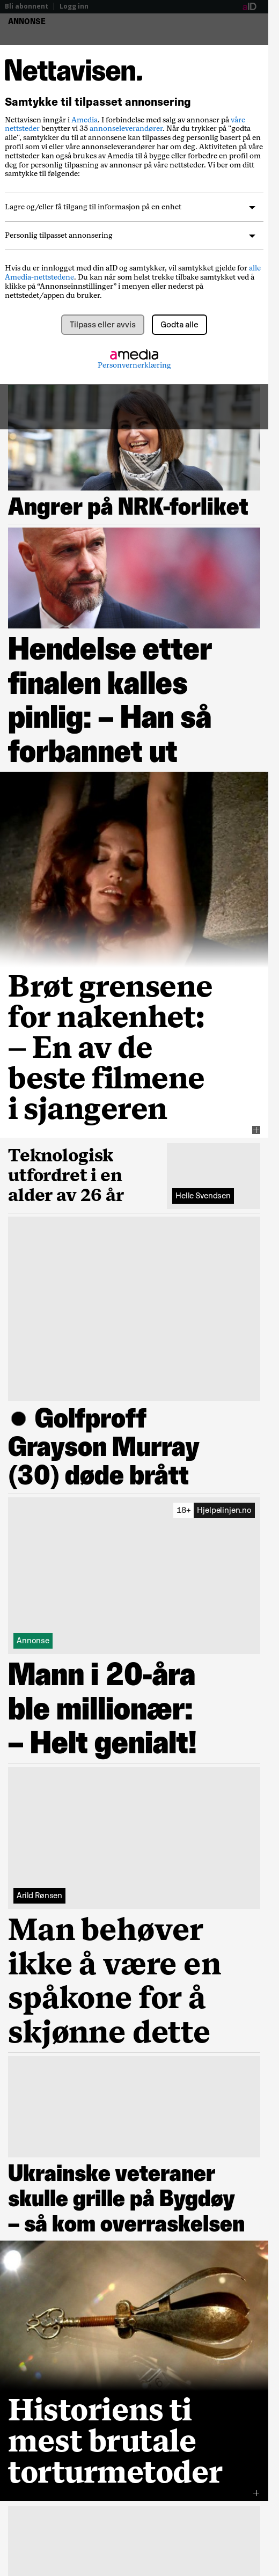 Bli abonnent | Logg inn
aID
ANNONSE
Nettavisen.
Samtykke til tilpasset annonsering
Nettavisen inngår i Amedia. I forbindelse med salg av annonser på våre
nettsteder benytter vi 35 annonseleverandører. Når du trykker på “godta
alle”, samtykker du til at annonsene kan tilpasses deg personlig basert på en
profil som vi eller våre annonseleverandører har om deg. Aktiviteten på våre
nettsteder kan også brukes av Amedia til å bygge eller forbedre en profil om
deg for personlig tilpasning av annonser på våre nettsteder. Vi ber om ditt
samtykke til følgende:
Lagre og/eller få tilgang til informasjon på en enhet
Personlig tilpasset annonsering
Hvis du er innlogget med din aID og samtykker, vil samtykket gjelde for alle
Amedia-nettstedene. Du kan når som helst trekke tilbake samtykket ved å
klikke på “Annonseinnstillinger” i menyen eller nederst på
nettstedet/appen du bruker.
Tilpass eller avvis
Godta alle
amedia
Personvernerklæring
Angrer på NRK-forliket
Hendelse etter
finalen kalles
pinlig: – Han så
forbannet ut
Brøt grensene
for nakenhet:
– En av de
beste filmene
i sjangeren
Teknologisk
utfordret i en
alder av 26 år
Helle Svendsen
● Golfproff
Grayson Murray
(30) døde brått
18+ Hjelpelinjen.no
Annonse
Mann i 20-åra
ble millionær:
– Helt genialt!
Arild Rønsen
Man behøver
ikke å være en
spåkone for å
skjønne dette
Ukrainske veteraner
skulle grille på Bygdøy
– så kom overraskelsen
Historiens ti
mest brutale
torturmetoder